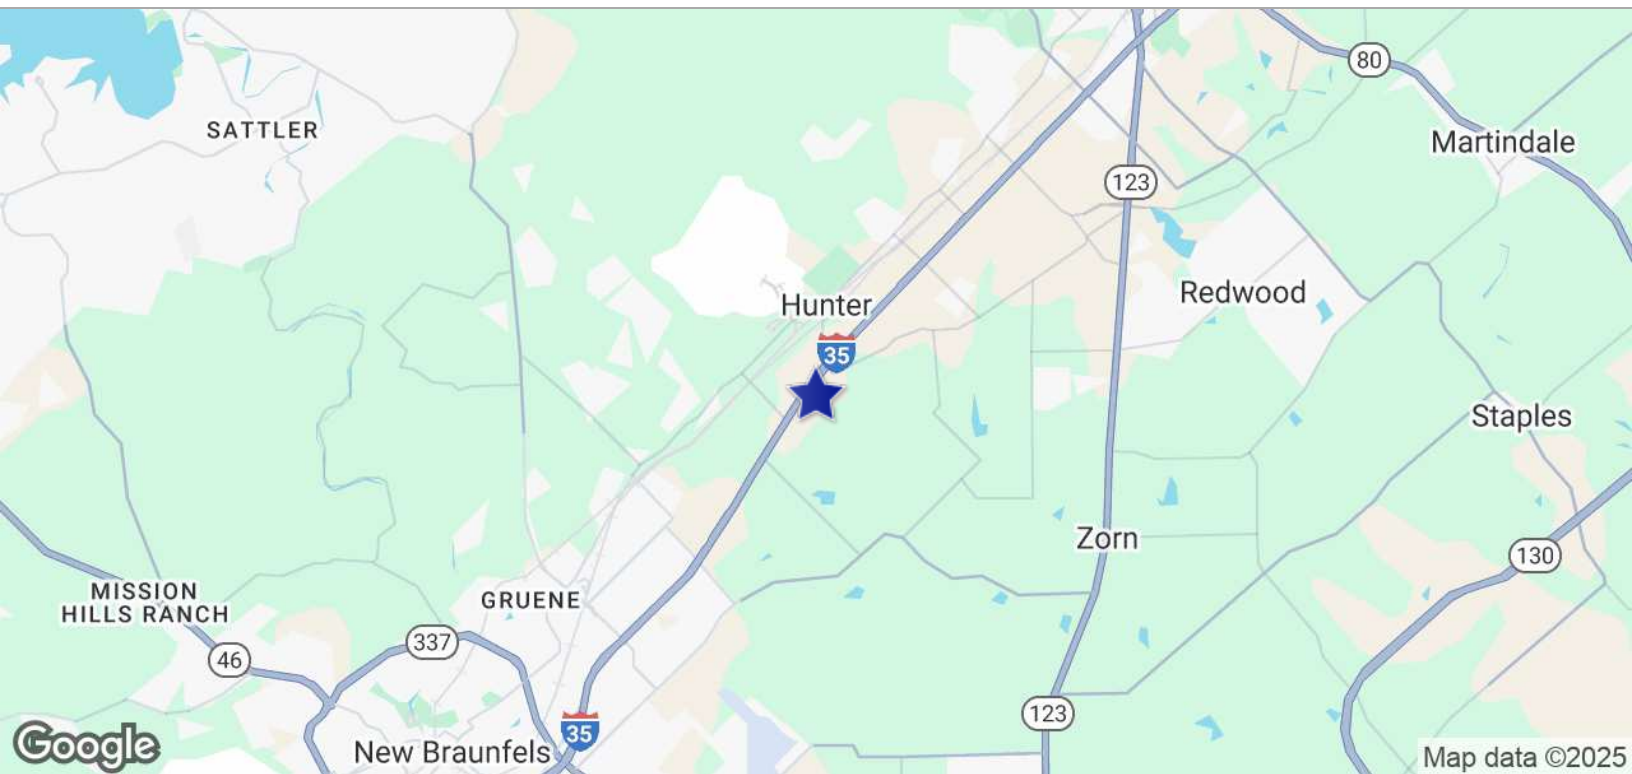 80
SATTLER
Martindale
123
Redwood
Hunter
35
Staples
Zorn
130
MISSION
HILLS RANCH
GRUENE
337
46
123
35
New Braunfels
Google
Map data ©2025